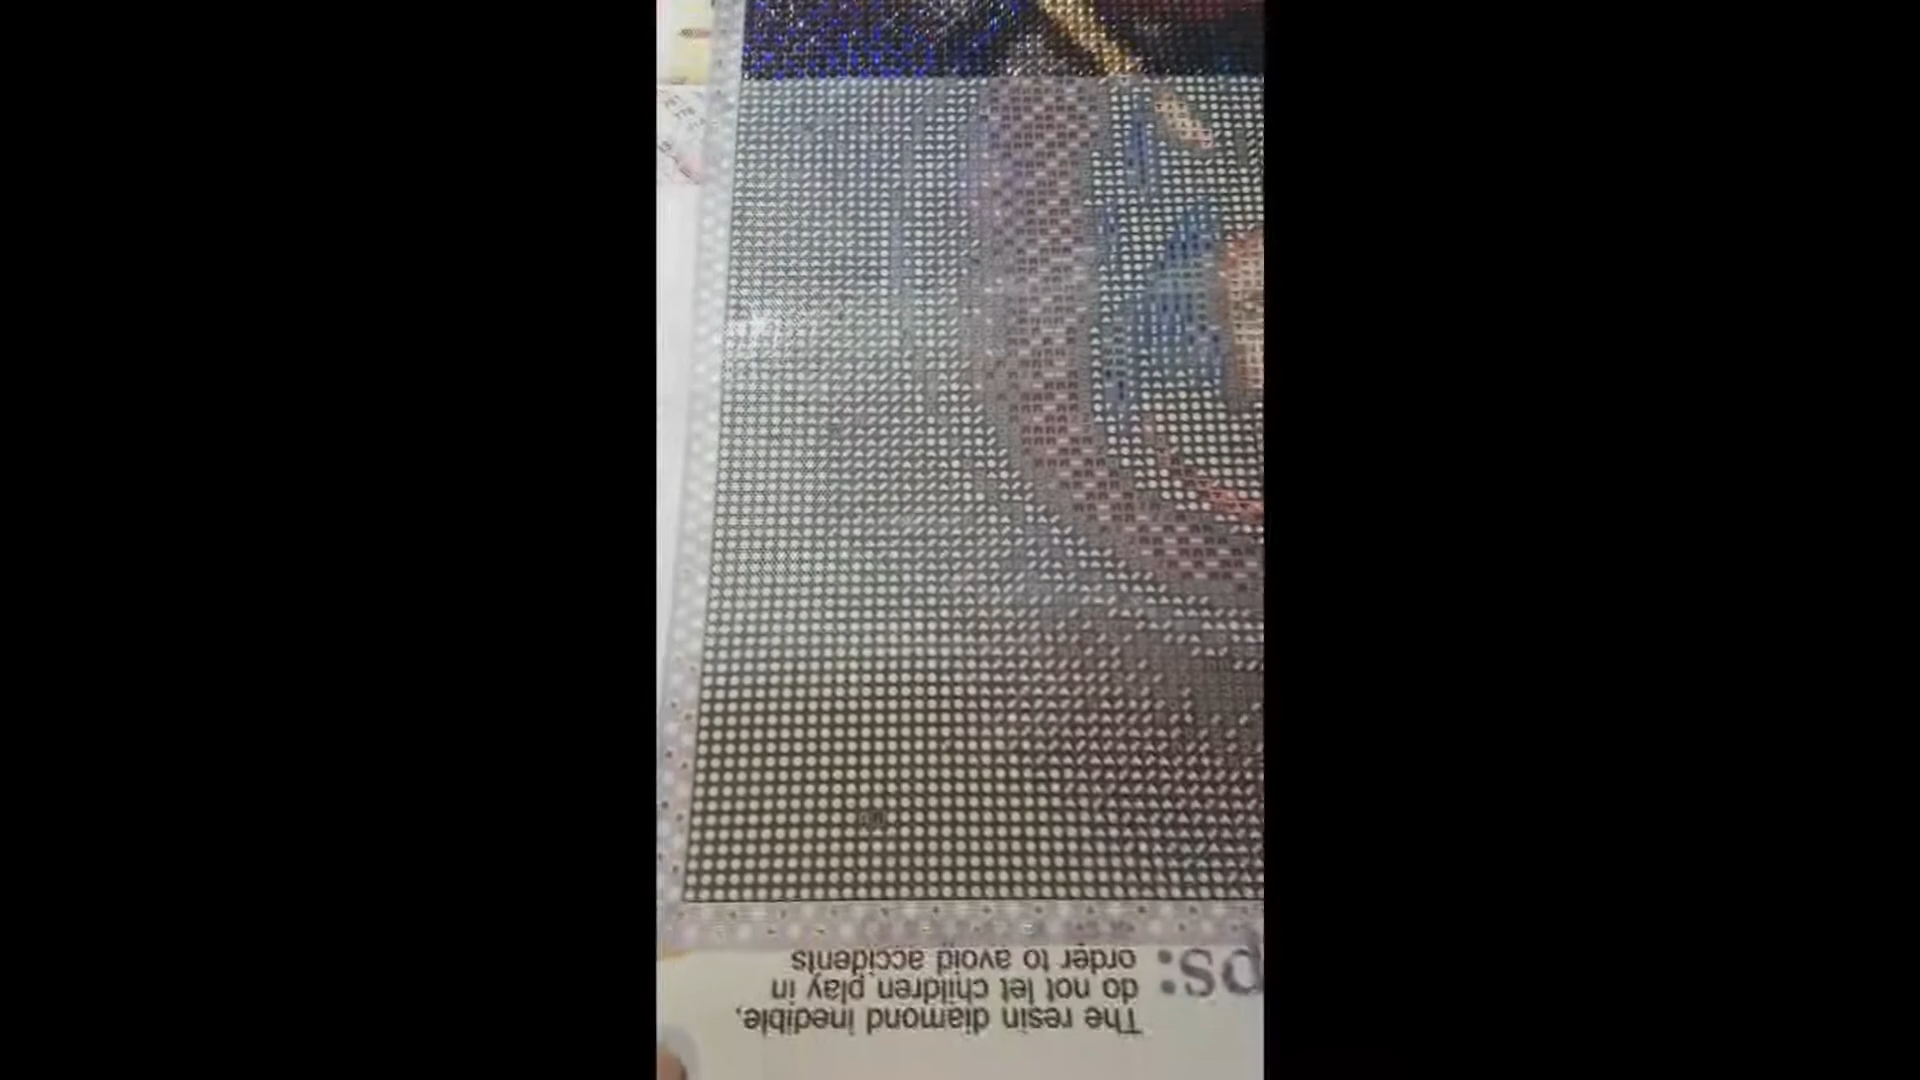 ps:
The resin diamond inedible,
do not let children play in
order to avoid accidents